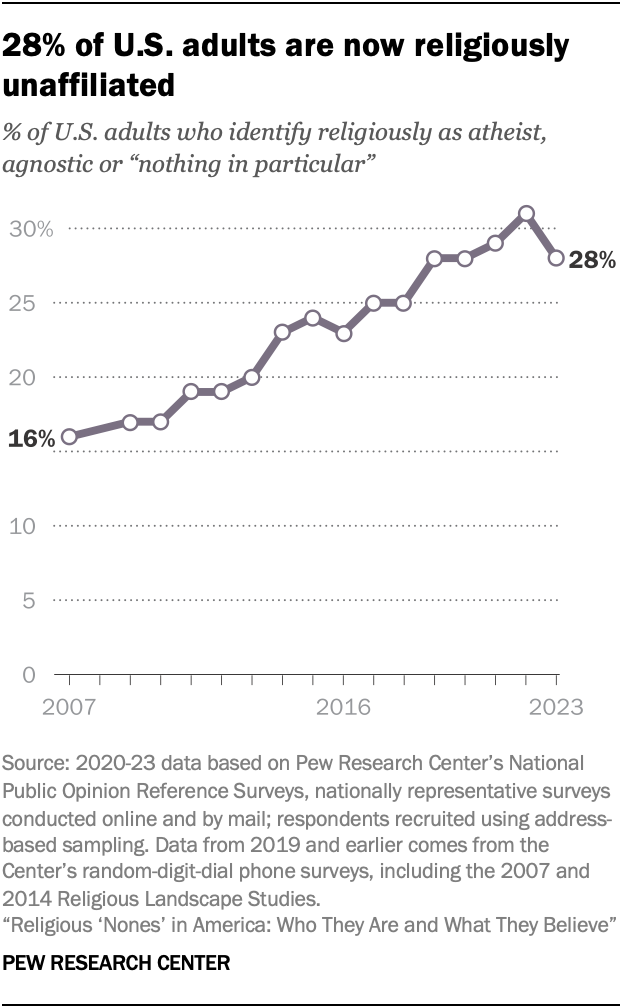 28% of U.S. adults are now religiously
unaffiliated
% of U.S. adults who identify religiously as atheist,
agnostic or “nothing in particular”
30%
28%
25
20
16%
10
5
0
2007 2016 2023
Source: 2020-23 data based on Pew Research Center’s National
Public Opinion Reference Surveys, nationally representative surveys
conducted online and by mail; respondents recruited using address-
based sampling. Data from 2019 and earlier comes from the
Center’s random-digit-dial phone surveys, including the 2007 and
2014 Religious Landscape Studies.
“Religious ‘Nones’ in America: Who They Are and What They Believe”
PEW RESEARCH CENTER